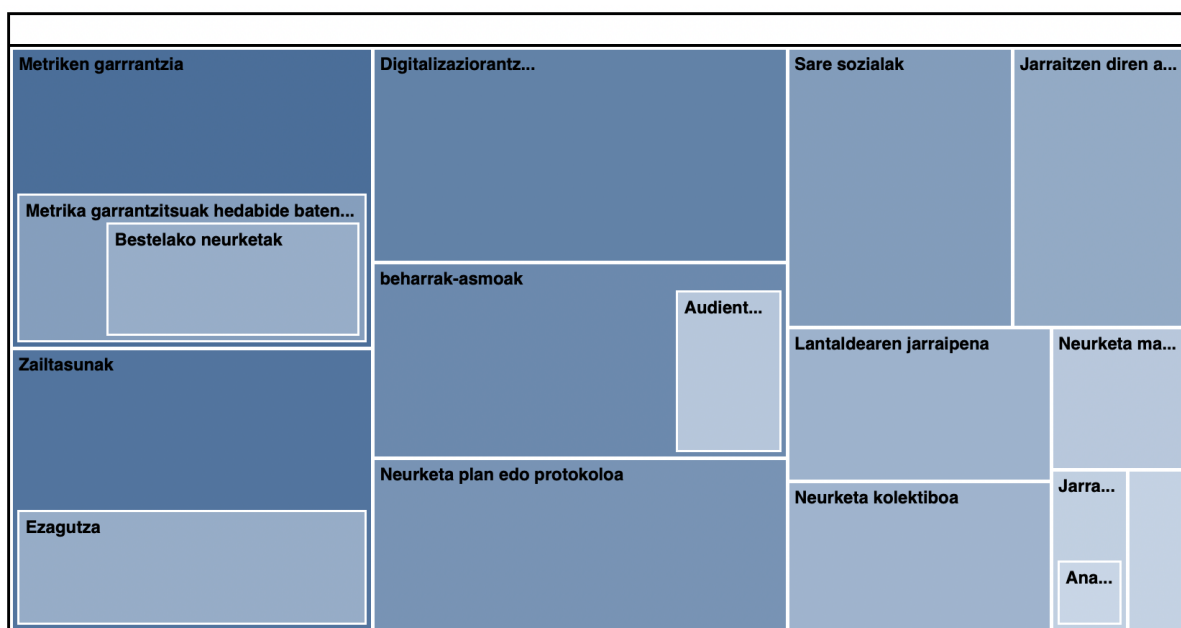 Metriken garrrantzia
Metrika garrantzitsuak hedabide baten...
Bestelako neurketak
Zailtasunak
Ezagutza
Digitalizaziorantz...
beharrak-asmoak
Audient...
Neurketa plan edo protokoloa
Sare sozialak
Jarraitzen diren a...
Lantaldearen jarraipena
Neurketa ma...
Neurketa kolektiboa
Jarra...
Ana...